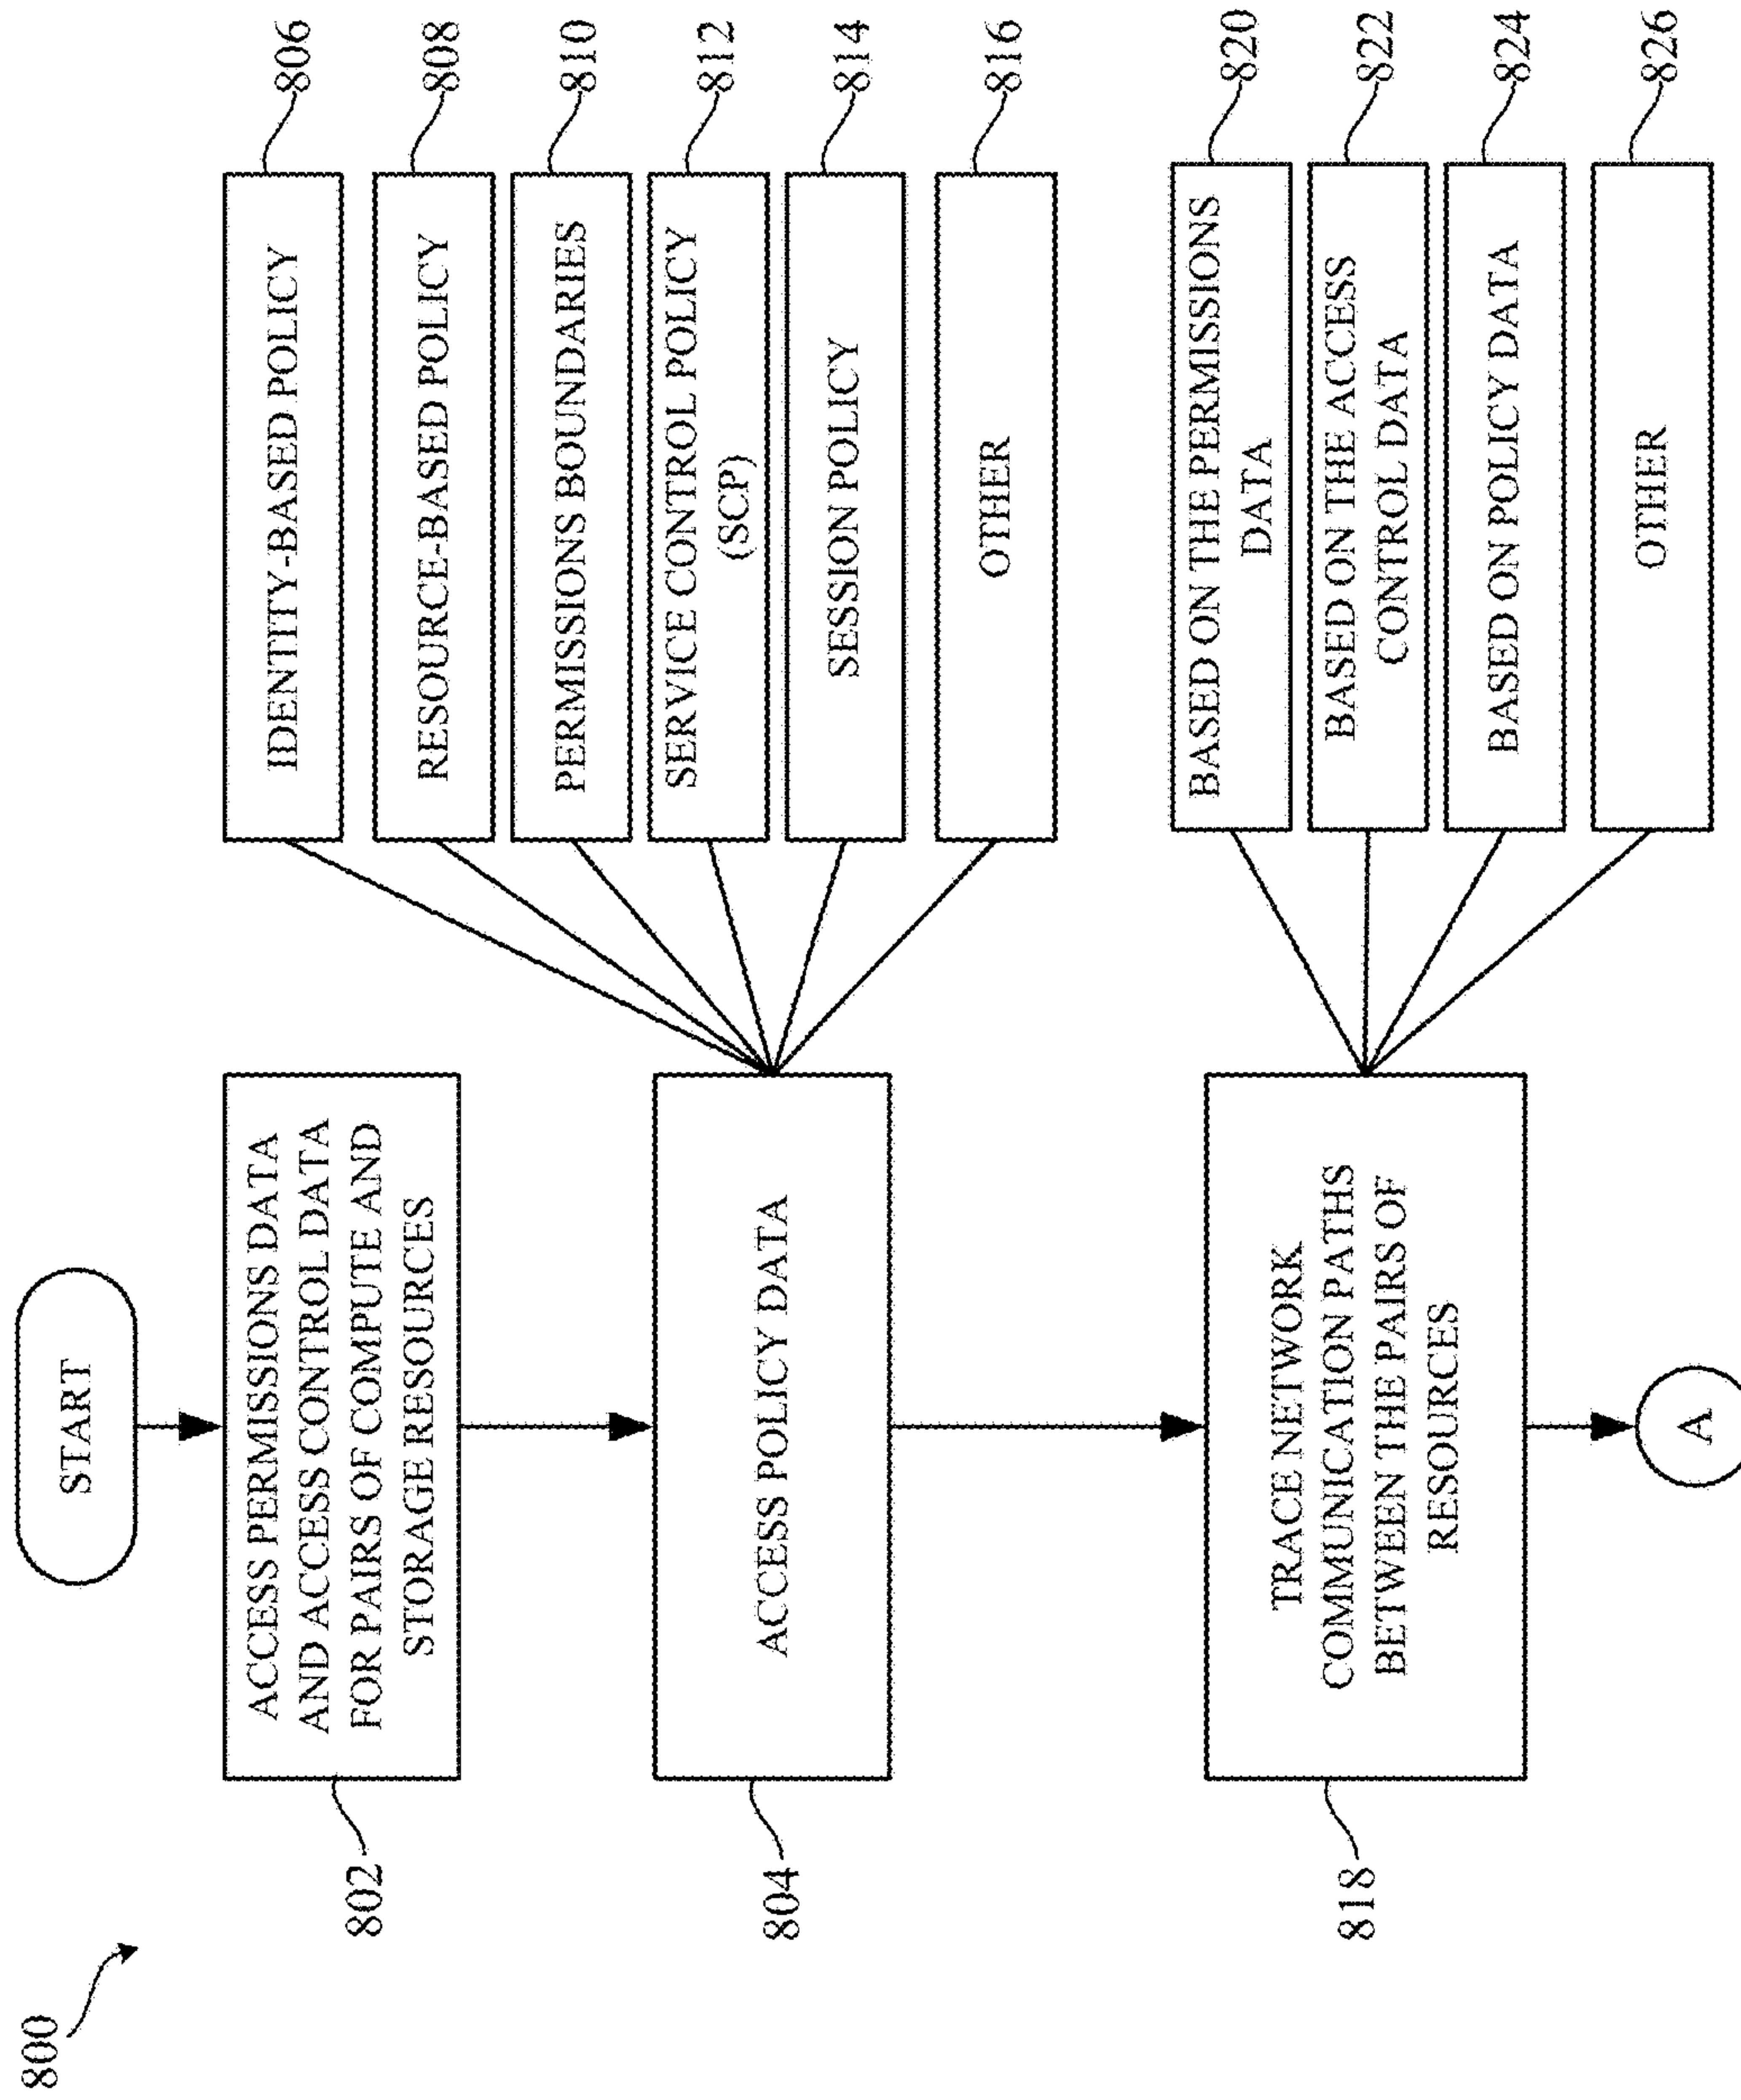 800
START
802
ACCESS PERMISSIONS DATA
AND ACCESS CONTROL DATA
FOR PAIRS OF COMPUTE AND
STORAGE RESOURCES
804
ACCESS POLICY DATA
IDENTITY-BASED POLICY
806
RESOURCE-BASED POLICY
808
PERMISSIONS BOUNDARIES
810
SERVICE CONTROL POLICY
(SCP)
812
SESSION POLICY
814
OTHER
816
818
TRACE NETWORK
COMMUNICATION PATHS
BETWEEN THE PAIRS OF
RESOURCES
BASED ON THE PERMISSIONS
DATA
820
BASED ON THE ACCESS
CONTROL DATA
822
BASED ON POLICY DATA
824
OTHER
826
A